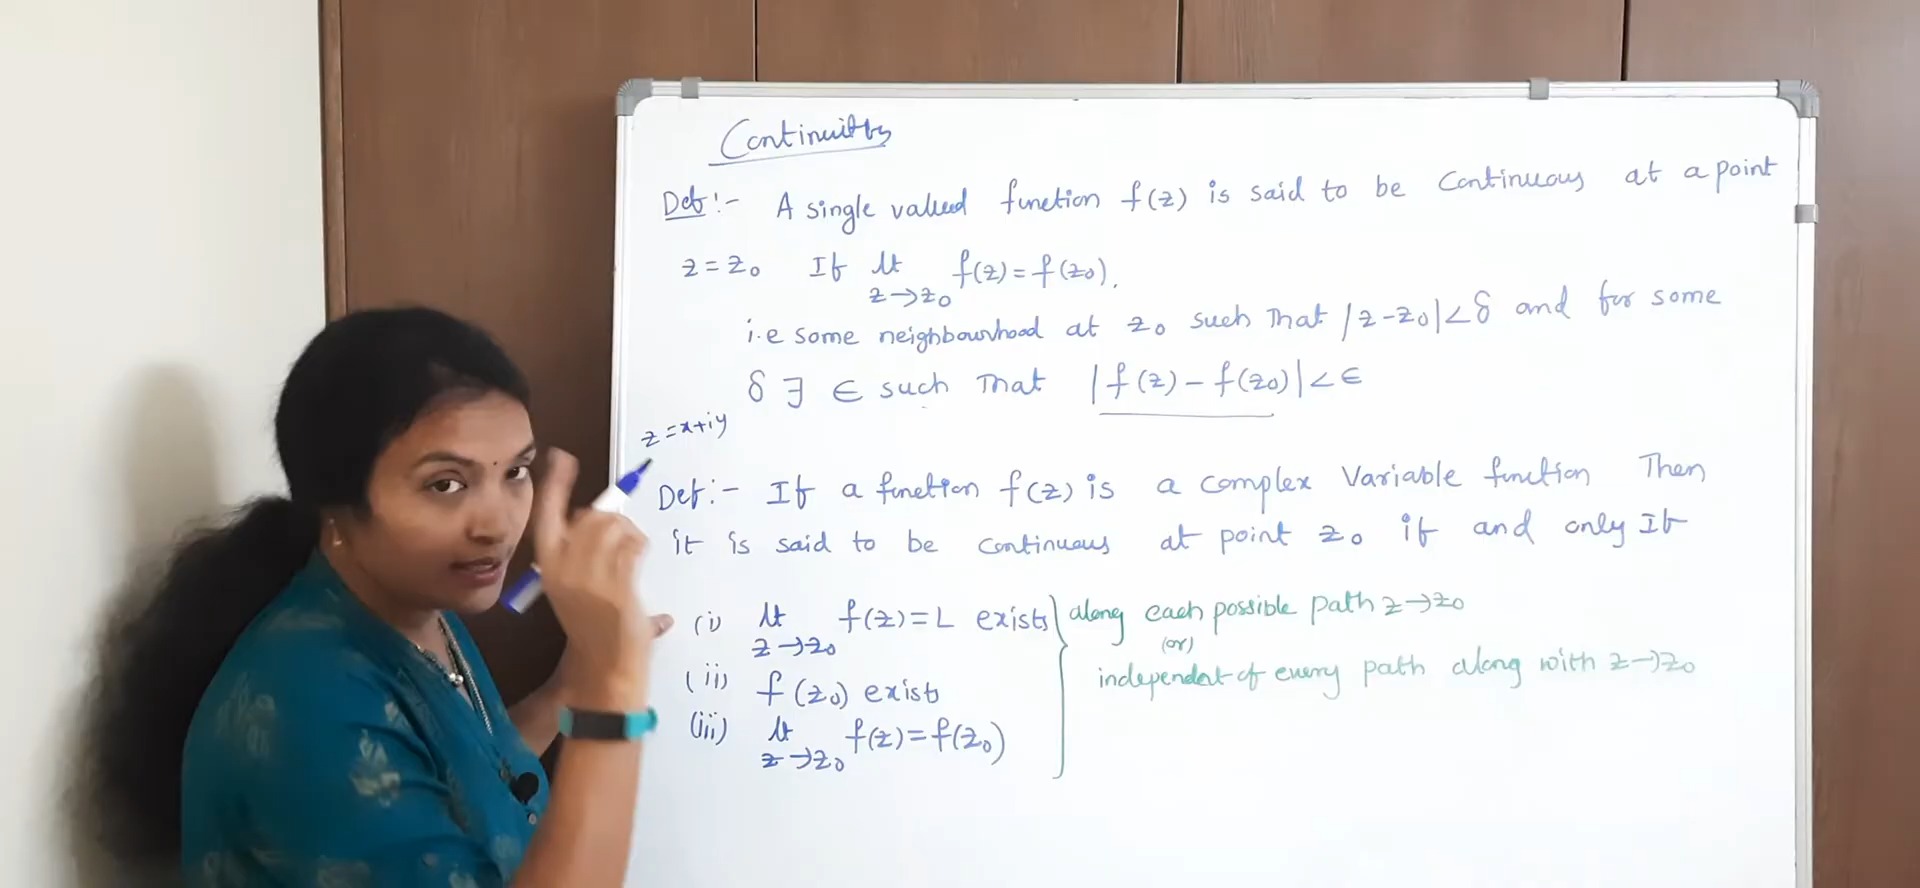 Continuity
Def:- A single valued function f(z) is said to be continuous at a point
z = z₀ If lt z→z₀ f(z) = f(z₀).
i.e some neighbourhood at z₀ such that |z-z₀|<δ and for some
δ ∃ ∈ such that |f(z) - f(z₀)|<∈
z=x+iy
Def:- If a function f(z) is a complex variable function Then
it is said to be continuous at point z₀ if and only If
(i) lt z→z₀ f(z)=L exists
(ii) f(z₀) exists
(iii) lt z→z₀ f(z)=f(z₀)
along each possible path z→z₀
(or)
independent of every path along with z→z₀